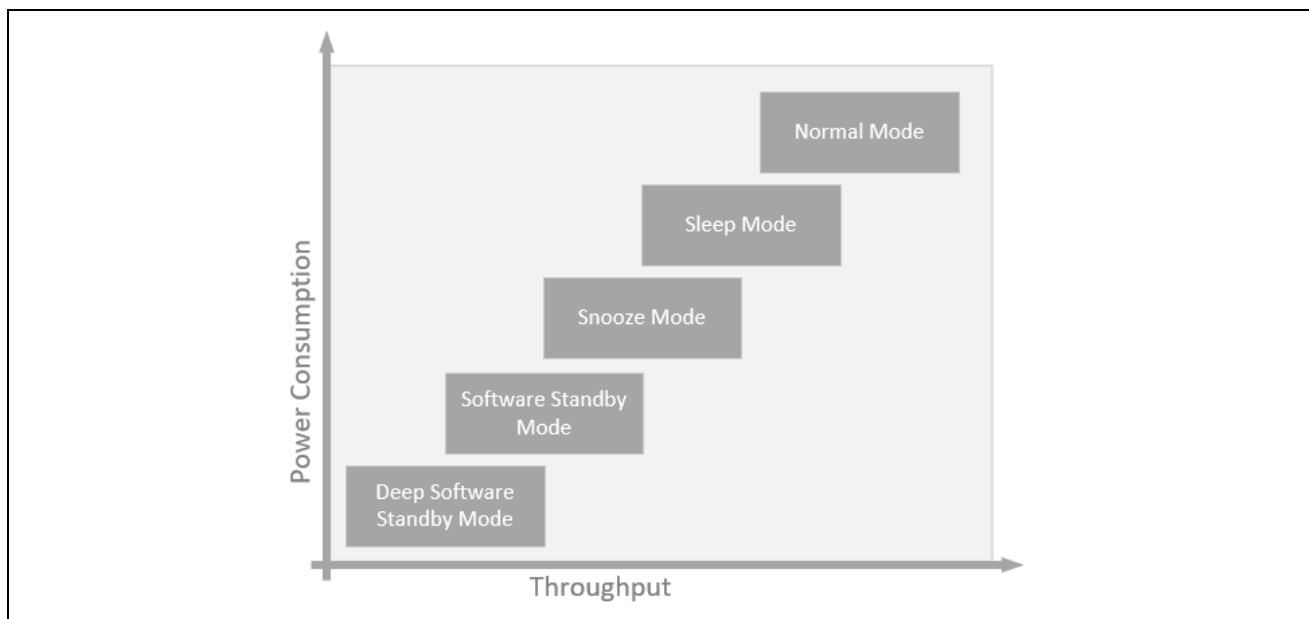 Normal Mode
Sleep Mode
Snooze Mode
Software Standby
Mode
Deep Software
Standby Mode
Power Consumption
Throughput